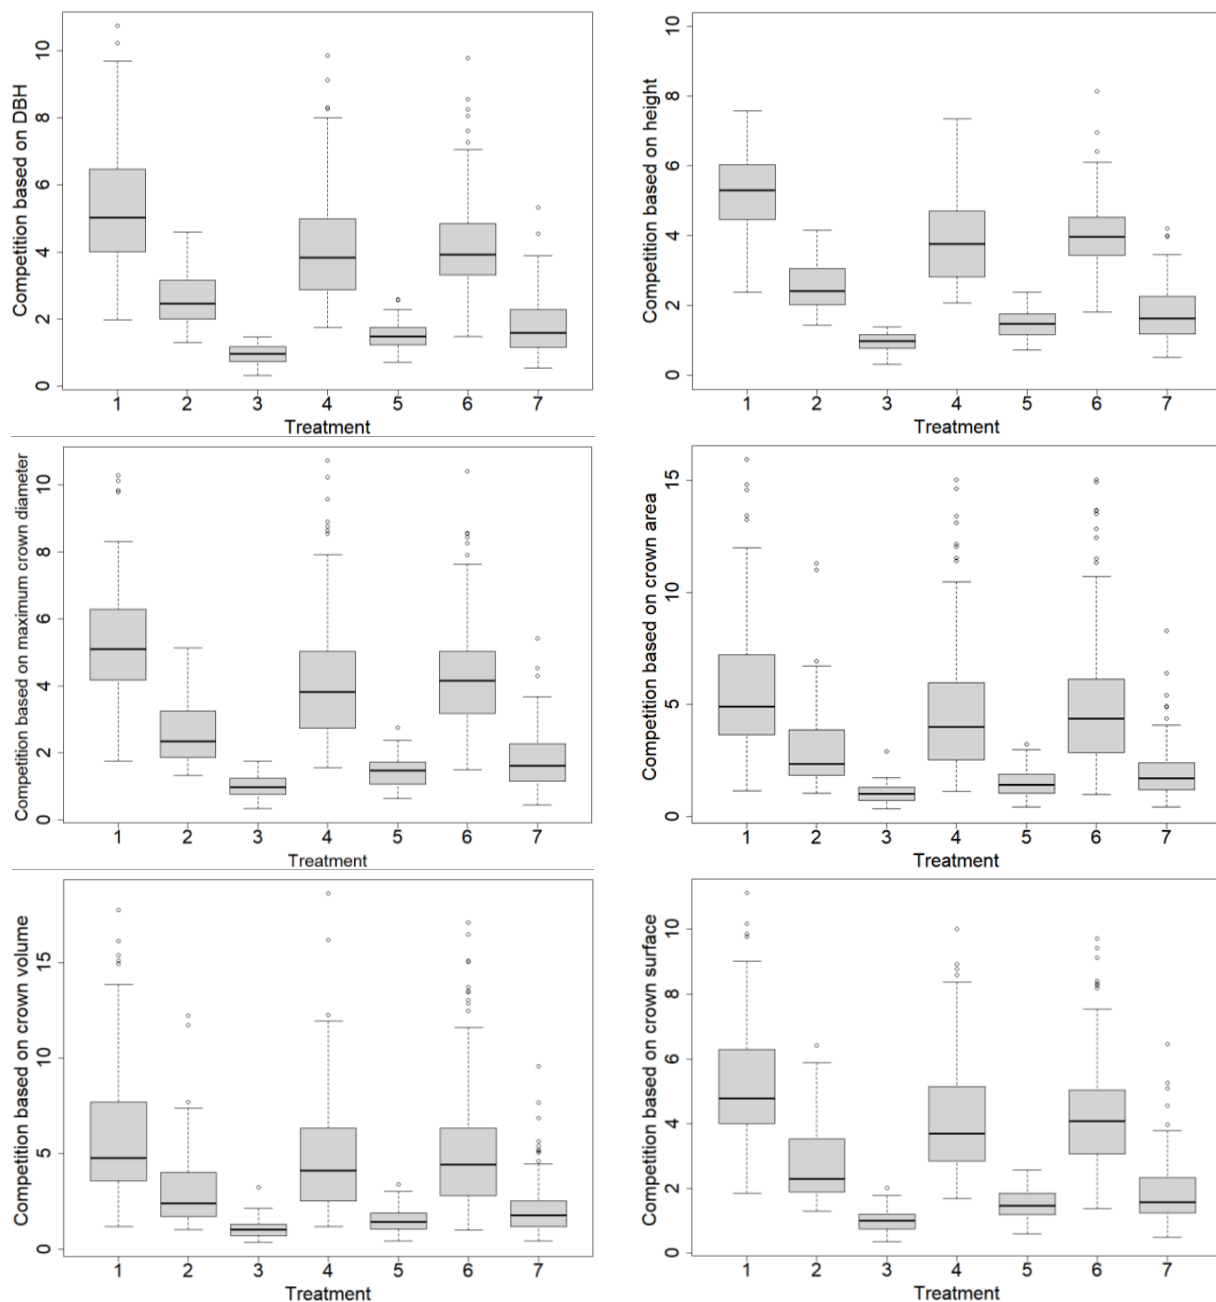 Competition based on DBH
10
8
6
4
2
0
1 2 3 4 5 6 7
Treatment
Competition based on height
10
8
6
4
2
0
1 2 3 4 5 6 7
Treatment
Competition based on maximum crown diameter
10
8
6
4
2
0
1 2 3 4 5 6 7
Treatment
Competition based on crown area
15
10
5
0
1 2 3 4 5 6 7
Treatment
Competition based on crown volume
15
10
5
0
1 2 3 4 5 6 7
Treatment
Competition based on crown surface
10
8
6
4
2
0
1 2 3 4 5 6 7
Treatment